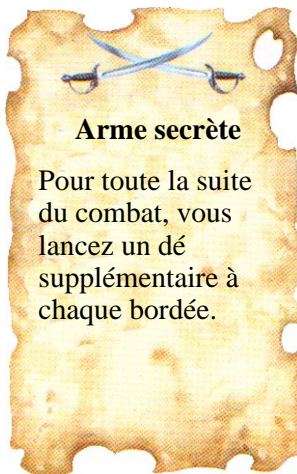 Arme secrète
Pour toute la suite
du combat, vous
lancez un dé
supplémentaire à
chaque bordée.